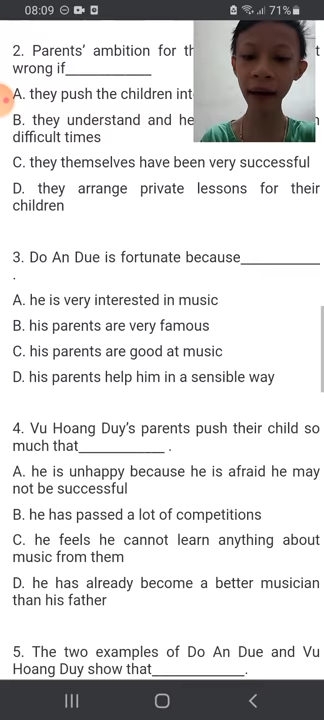 08:09
71%
2. Parents’ ambition for
wrong if____________
A. they push the children
B. they understand and
difficult times
C. they themselves have been very successful
D. they arrange private lessons for their
children
3. Do An Due is fortunate because___________
.
A. he is very interested in music
B. his parents are very famous
C. his parents are good at music
D. his parents help him in a sensible way
4. Vu Hoang Duy’s parents push their child so
much that____________ .
A. he is unhappy because he is afraid he may
not be successful
B. he has passed a lot of competitions
C. he feels he cannot learn anything about
music from them
D. he has already become a better musician
than his father
5. The two examples of Do An Due and Vu
Hoang Duy show that_____________.